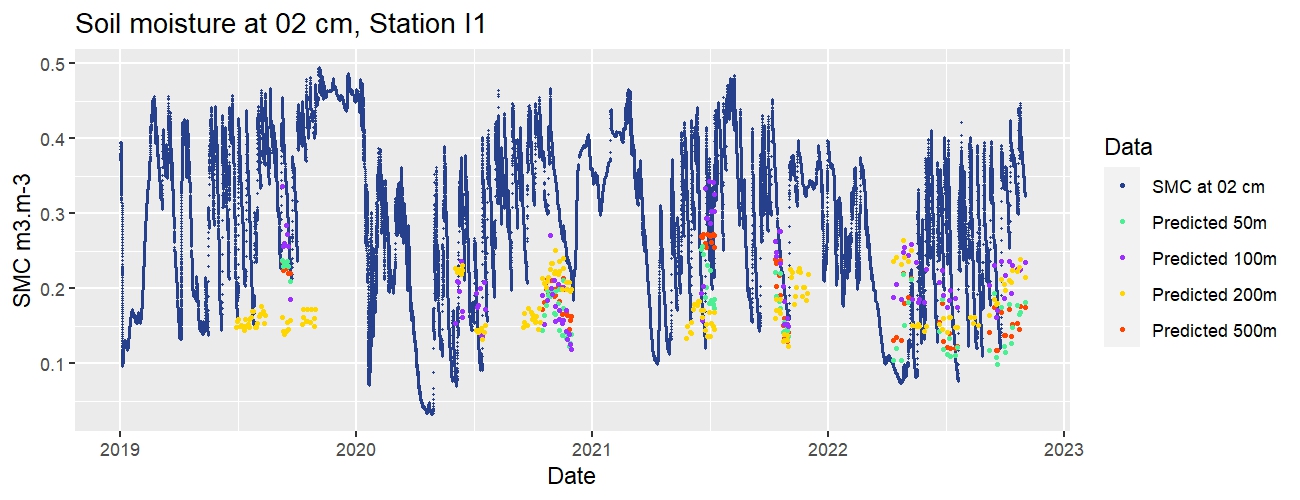 Soil moisture at 02 cm, Station I1
SMC m3.m-3
0.5
0.4
0.3
0.2
0.1
2019 2020 2021 2022 2023
Date
Data
SMC at 02 cm
Predicted 50m
Predicted 100m
Predicted 200m
Predicted 500m